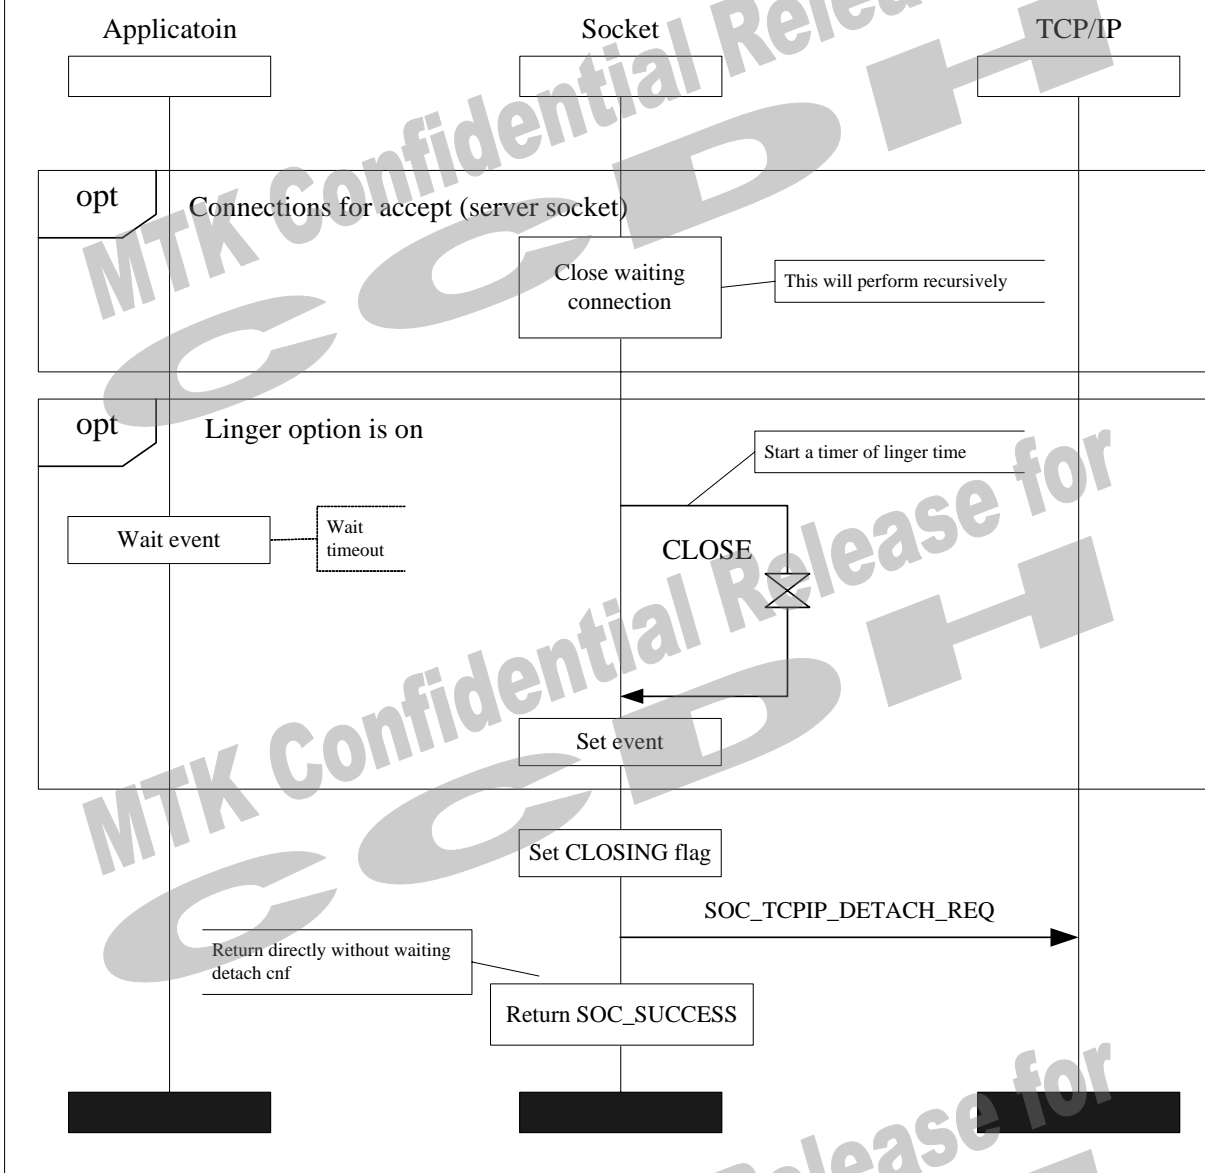 Applicatoin
Socket
TCP/IP
opt
Connections for accept (server socket)
Close waiting
connection
This will perform recursively
opt
Linger option is on
Start a timer of linger time
Wait event
Wait
timeout
CLOSE
Set event
Set CLOSING flag
SOC_TCPIP_DETACH_REQ
Return directly without waiting
detach cnf
Return SOC_SUCCESS
MTK Confidential Release
CCDH
MTK Confidential Release for
CCDH
Release for